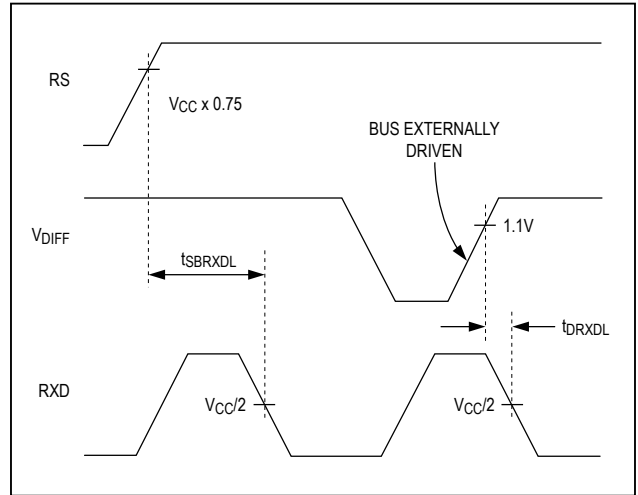 RS
VCC x 0.75
BUS EXTERNALLY
DRIVEN
VDIFF
1.1V
tSBRXDL
tDRXDL
RXD
VCC/2
VCC/2